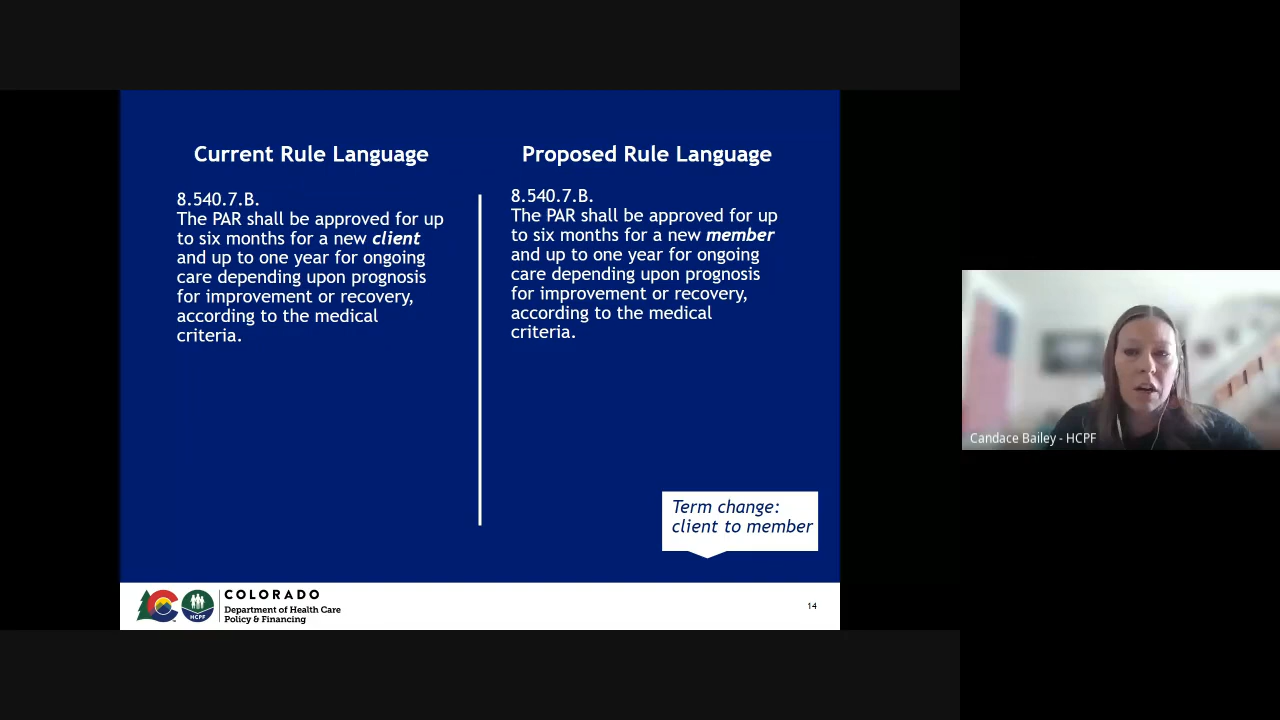 Current Rule Language
8.540.7.B.
The PAR shall be approved for up
to six months for a new client
and up to one year for ongoing
care depending upon prognosis
for improvement or recovery,
according to the medical
criteria.
Proposed Rule Language
8.540.7.B.
The PAR shall be approved for up
to six months for a new member
and up to one year for ongoing
care depending upon prognosis
for improvement or recovery,
according to the medical
criteria.
Term change:
client to member
HCPF
COLORADO
Department of Health Care
Policy & Financing
14
Candace Bailey - HCPF